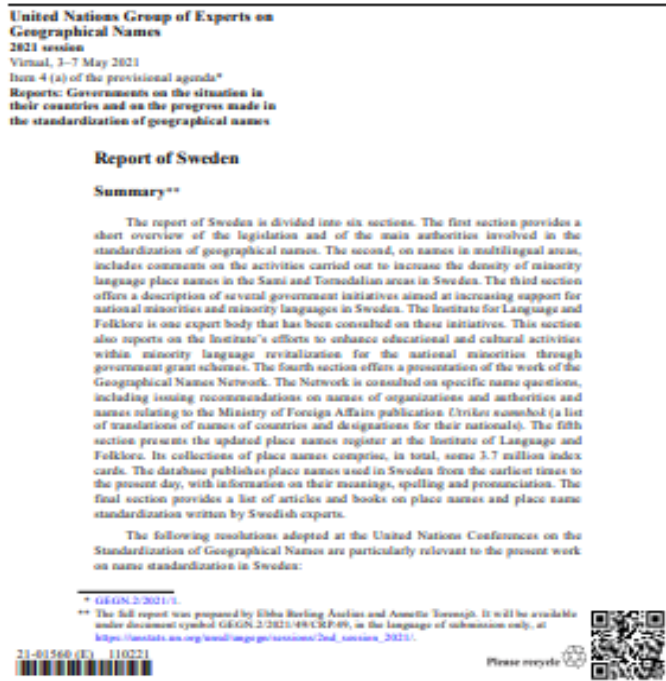 United Nations Group of Experts on
Geographical Names
2021 session
Virtual, 3–7 May 2021
Item 4 (a) of the provisional agenda*
Reports: Governments on the situation in
their countries and on the progress made in
the standardization of geographical names
Report of Sweden
Summary**
The report of Sweden is divided into six sections. The first section provides a
short overview of the legislation and of the main authorities involved in the
standardization of geographical names. The second, on names in multilingual areas,
includes comments on the activities carried out to increase the density of minority
language place names in the Sami and Tornedalian areas in Sweden. The third section
offers a description of several government initiatives aimed at increasing support for
national minorities and minority languages in Sweden. The Institute for Language and
Folklore is one expert body that has been consulted on these initiatives. This section
also reports on the Institute's efforts to enhance educational and cultural activities
within minority language revitalization for the national minorities through
government grant schemes. The fourth section offers a presentation of the work of the
Geographical Names Network. The Network is consulted on specific name questions,
including issuing recommendations on names of organizations and authorities and
names relating to the Ministry of Foreign Affairs publication Utrikes namnbok (a list
of translations of names of countries and designations for their nationals). The fifth
section presents the updated place names register at the Institute of Language and
Folklore. Its collections of place names comprise, in total, some 3.7 million index
cards. The database publishes place names used in Sweden from the earliest times to
the present day, with information on their meanings, spelling and pronunciation. The
final section provides a list of articles and books on place names and place name
standardization written by Swedish experts.
The following resolutions adopted at the United Nations Conferences on the
Standardization of Geographical Names are particularly relevant to the present work
on name standardization in Sweden:
* GEGN.2/2021/1.
** The full report was prepared by Ebba Berling Åselius and Annette Torensjö. It will be available
under document symbol GEGN.2/2021/49/CRP.49, in the language of submission only, at
https://unstats.un.org/unsd/ungegn/sessions/2nd_session_2021/.
21-01560 (E) 110221
Please recycle